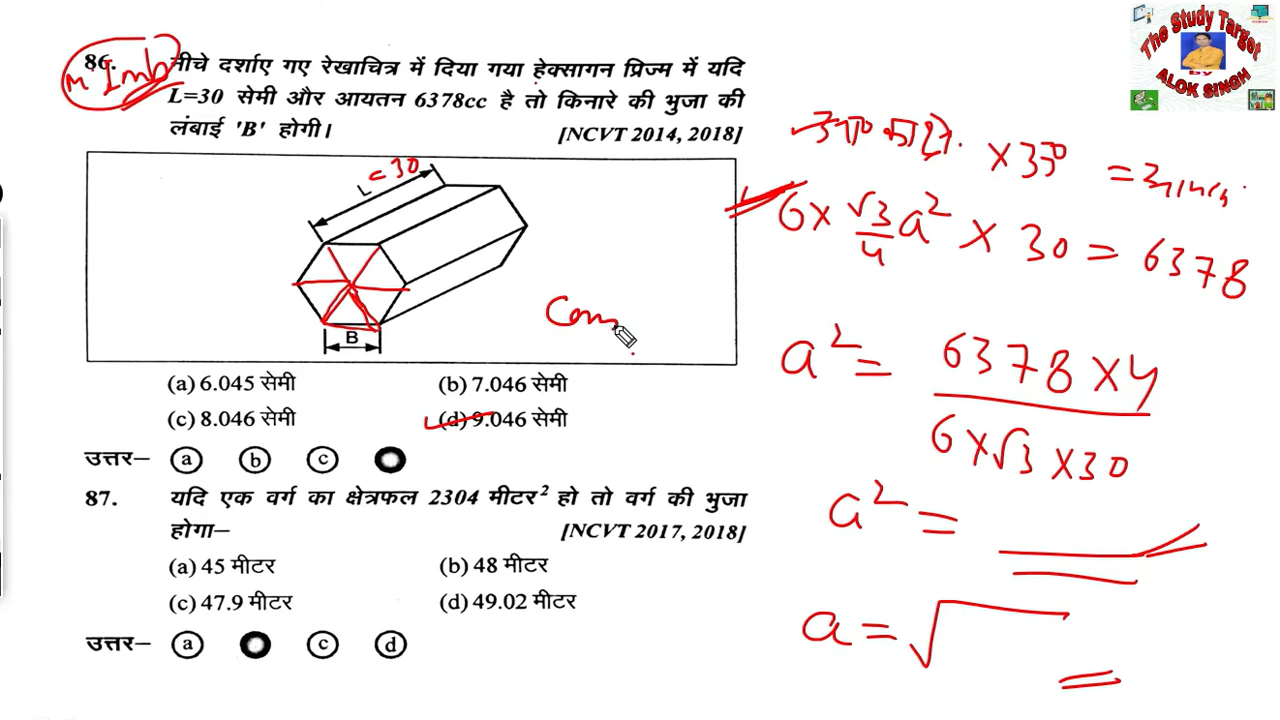 86. नीचे दर्शाए गए रेखाचित्र में दिया गया हेक्सागन प्रिज्म में यदि
L=30 सेमी और आयतन 6378cc है तो किनारे की भुजा की
लंबाई 'B' होगी। [NCVT 2014, 2018]
m Imb
L = 30
B
Com
(a) 6.045 सेमी (b) 7.046 सेमी
(c) 8.046 सेमी (d) 9.046 सेमी
उत्तर– a b c
87. यदि एक वर्ग का क्षेत्रफल 2304 मीटर² हो तो वर्ग की भुजा
होगा– [NCVT 2017, 2018]
(a) 45 मीटर (b) 48 मीटर
(c) 47.9 मीटर (d) 49.02 मीटर
उत्तर– a c d
The Study Target
BY
ALOK SINGH
6 × √3/4 a² × 30 = 6378
a² = 6378 × 4 / 6 × √3 × 30
a² =
a = √